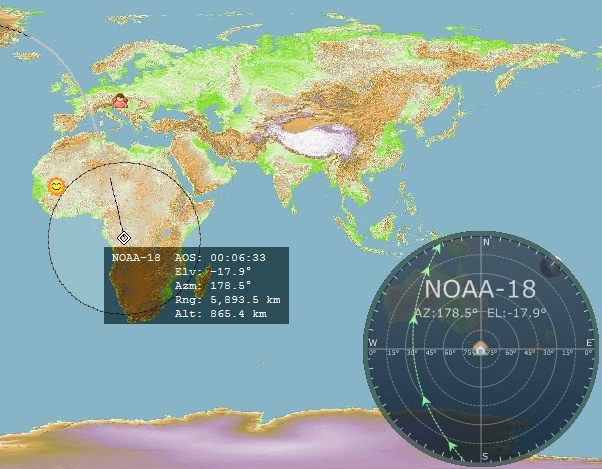 NOAA-18 AOS: 00:06:33
Elv: -17.9°
Azm: 178.5°
Rng: 5,893.5 km
Alt: 865.4 km
N
NOAA-18
AZ:178.5° EL:-17.9°
W E
0° 15° 30° 45° 60° 75° 75° 60° 45° 30° 15° 0°
S